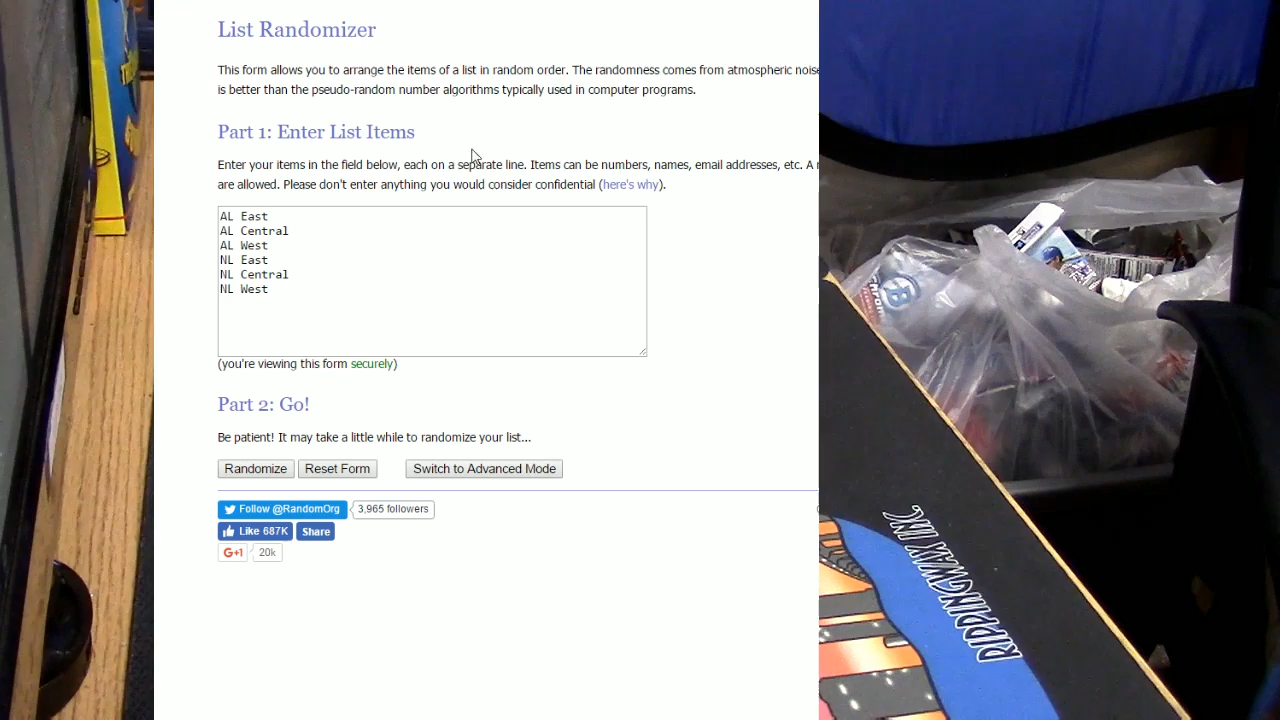 List Randomizer
This form allows you to arrange the items of a list in random order. The randomness comes from atmospheric noise
is better than the pseudo-random number algorithms typically used in computer programs.
Part 1: Enter List Items
Enter your items in the field below, each on a separate line. Items can be numbers, names, email addresses, etc. A
are allowed. Please don't enter anything you would consider confidential (here's why).
AL East
AL Central
AL West
NL East
NL Central
NL West
(you're viewing this form securely)
Part 2: Go!
Be patient! It may take a little while to randomize your list...
Randomize Reset Form Switch to Advanced Mode
Follow @RandomOrg 3,965 followers
Like 687K Share
G+1 20k
B
RIPPINGWAX INC.